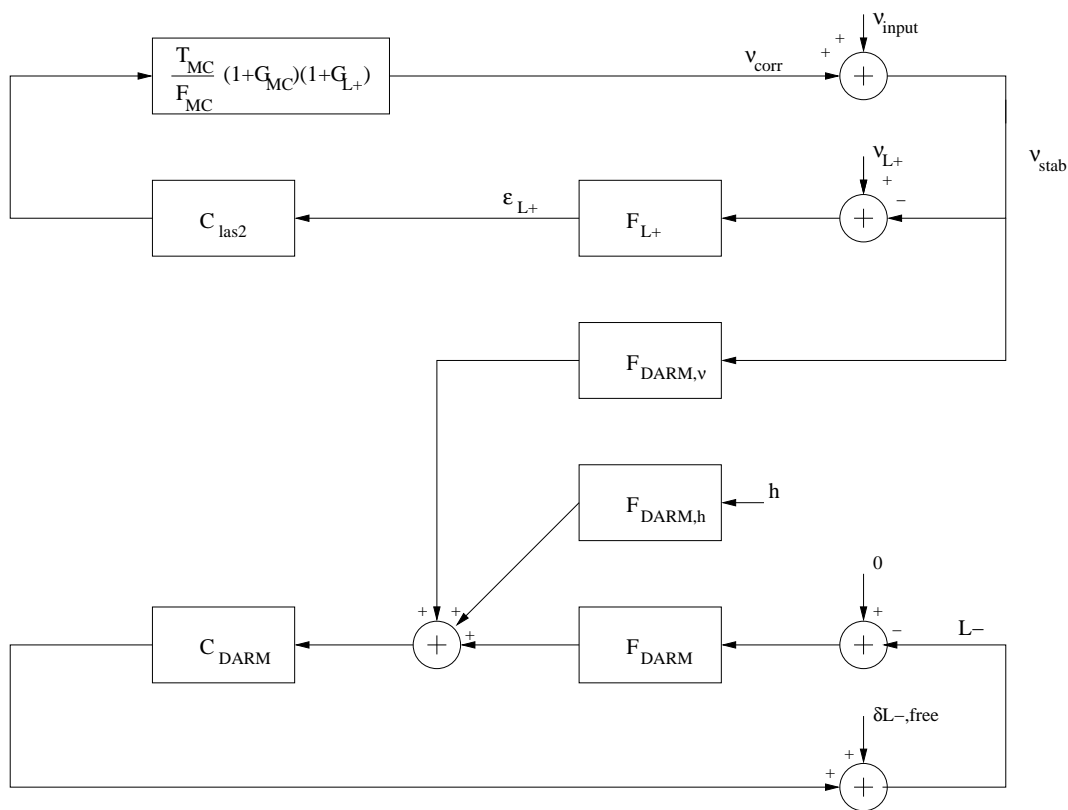 ν_input
+
+
T_MC
F_MC
(1+G_MC)(1+G_L+)
ν_corr
+
ν_L+
ν_stab
+
−
ε_L+
C_las2
F_L+
+
F_DARM,ν
F_DARM,h
h
0
+ + +
+ −
L−
C_DARM
+
F_DARM
+
δL−,free
+ +
+